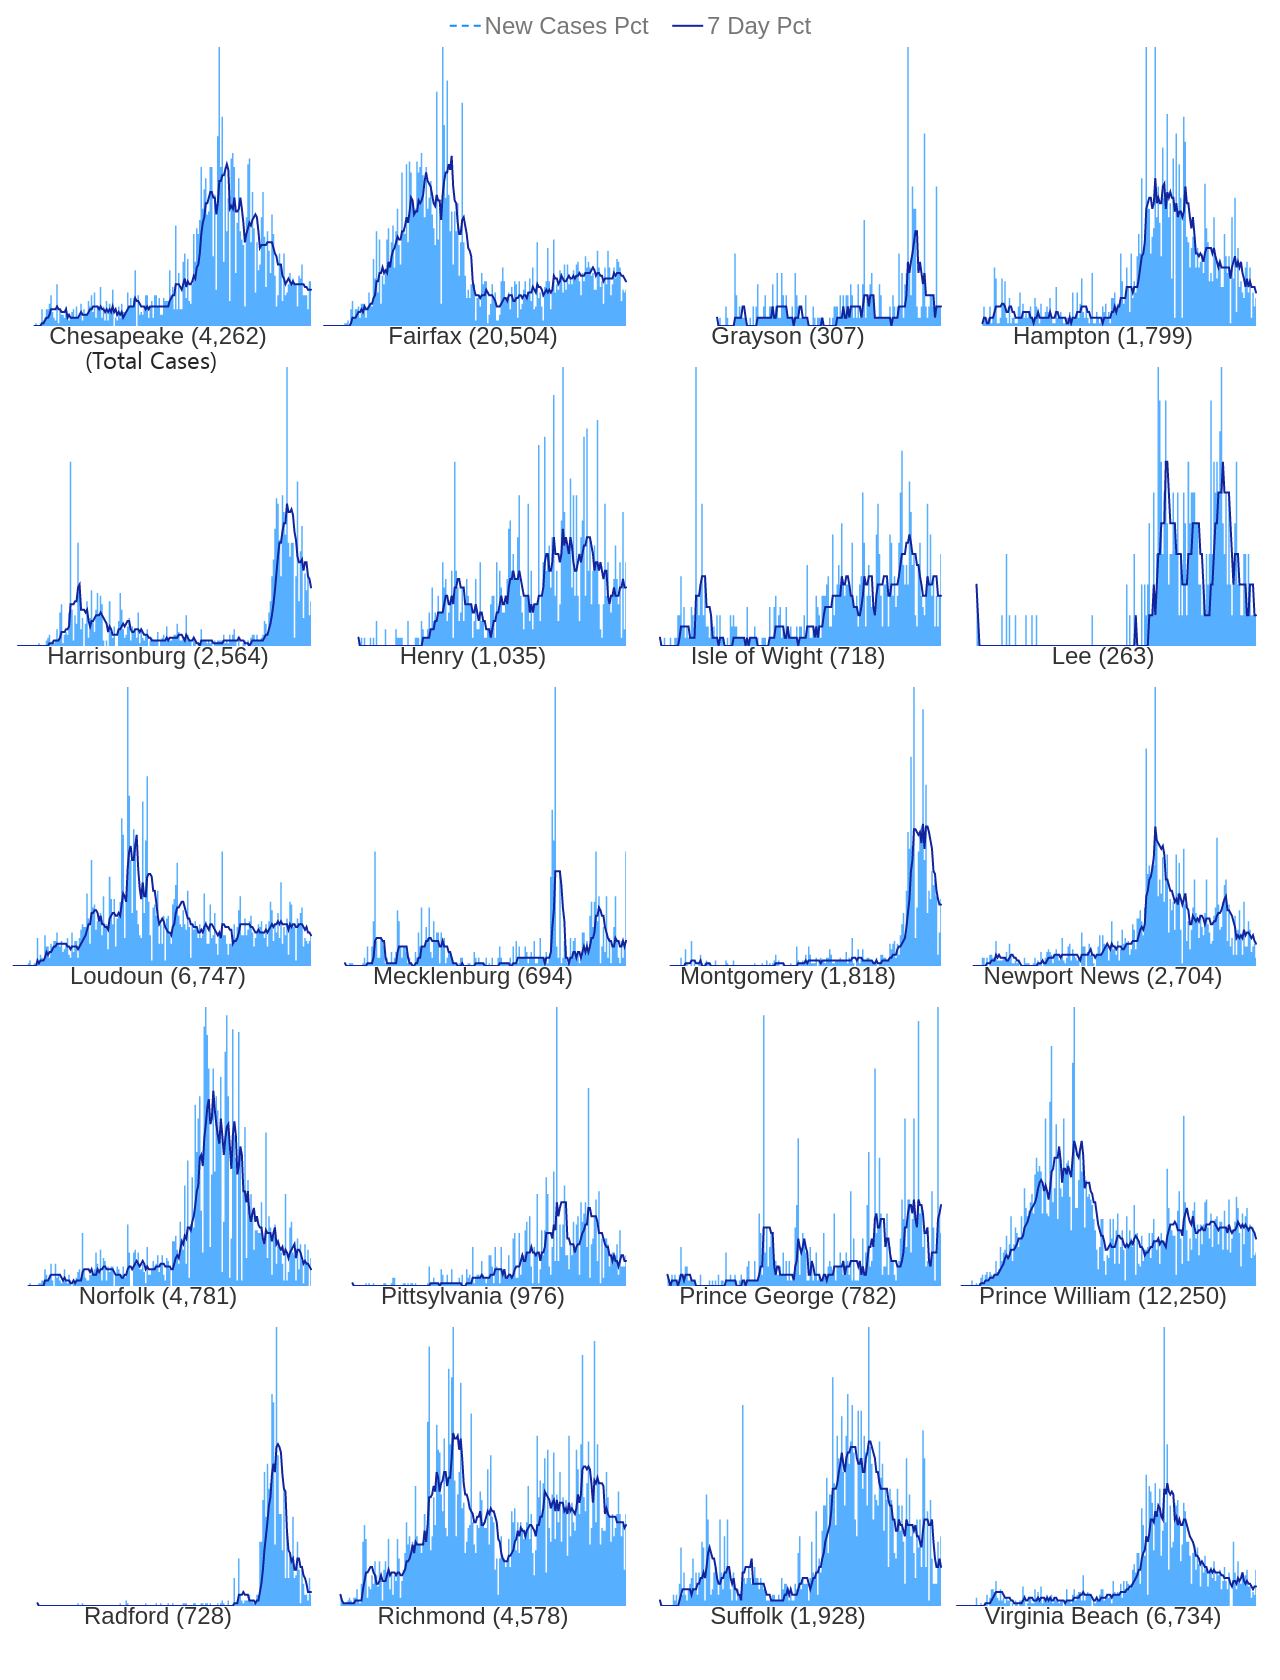 New Cases Pct 7 Day Pct
Chesapeake (4,262) Fairfax (20,504) Grayson (307) Hampton (1,799)
(Total Cases)
Harrisonburg (2,564) Henry (1,035) Isle of Wight (718) Lee (263)
Loudoun (6,747) Mecklenburg (694) Montgomery (1,818) Newport News (2,704)
Norfolk (4,781) Pittsylvania (976) Prince George (782) Prince William (12,250)
Radford (728) Richmond (4,578) Suffolk (1,928) Virginia Beach (6,734)